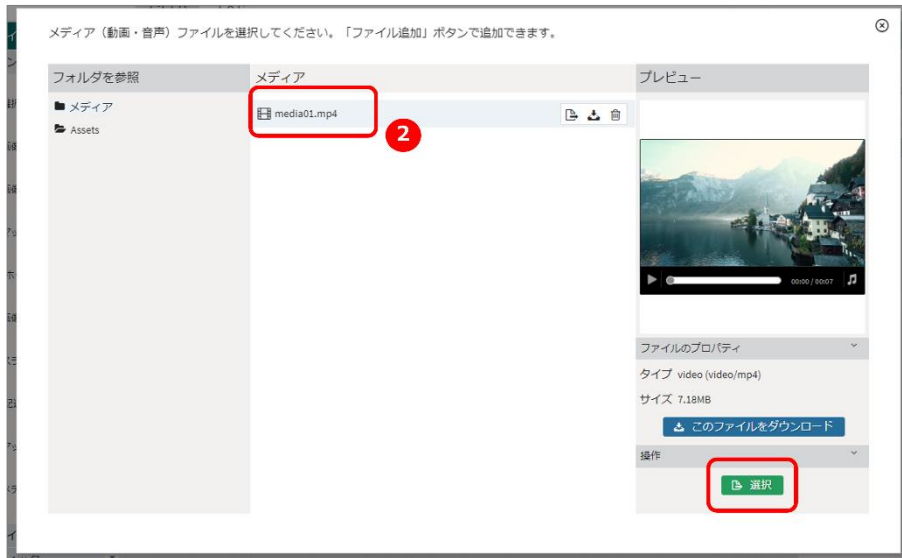 メディア（動画・音声）ファイルを選択してください。「ファイル追加」ボタンで追加できます。
フォルダを参照
メディア
プレビュー
メディア
Assets
media01.mp4
2
00:00 / 00:07
ファイルのプロパティ
タイプ video (video/mp4)
サイズ 7.18MB
このファイルをダウンロード
操作
選択